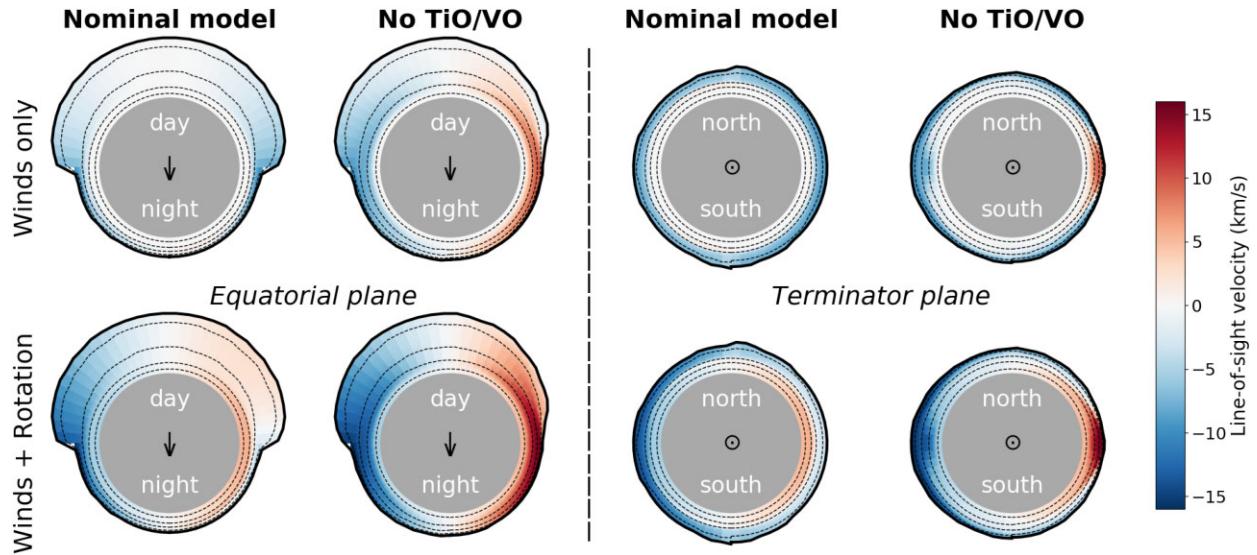 Nominal model No TiO/VO Nominal model No TiO/VO
Winds only
day day north north
night night south south
Equatorial plane Terminator plane
Winds + Rotation
day day north north
night night south south
15
10
5
0
−5
−10
−15
Line-of-sight velocity (km/s)